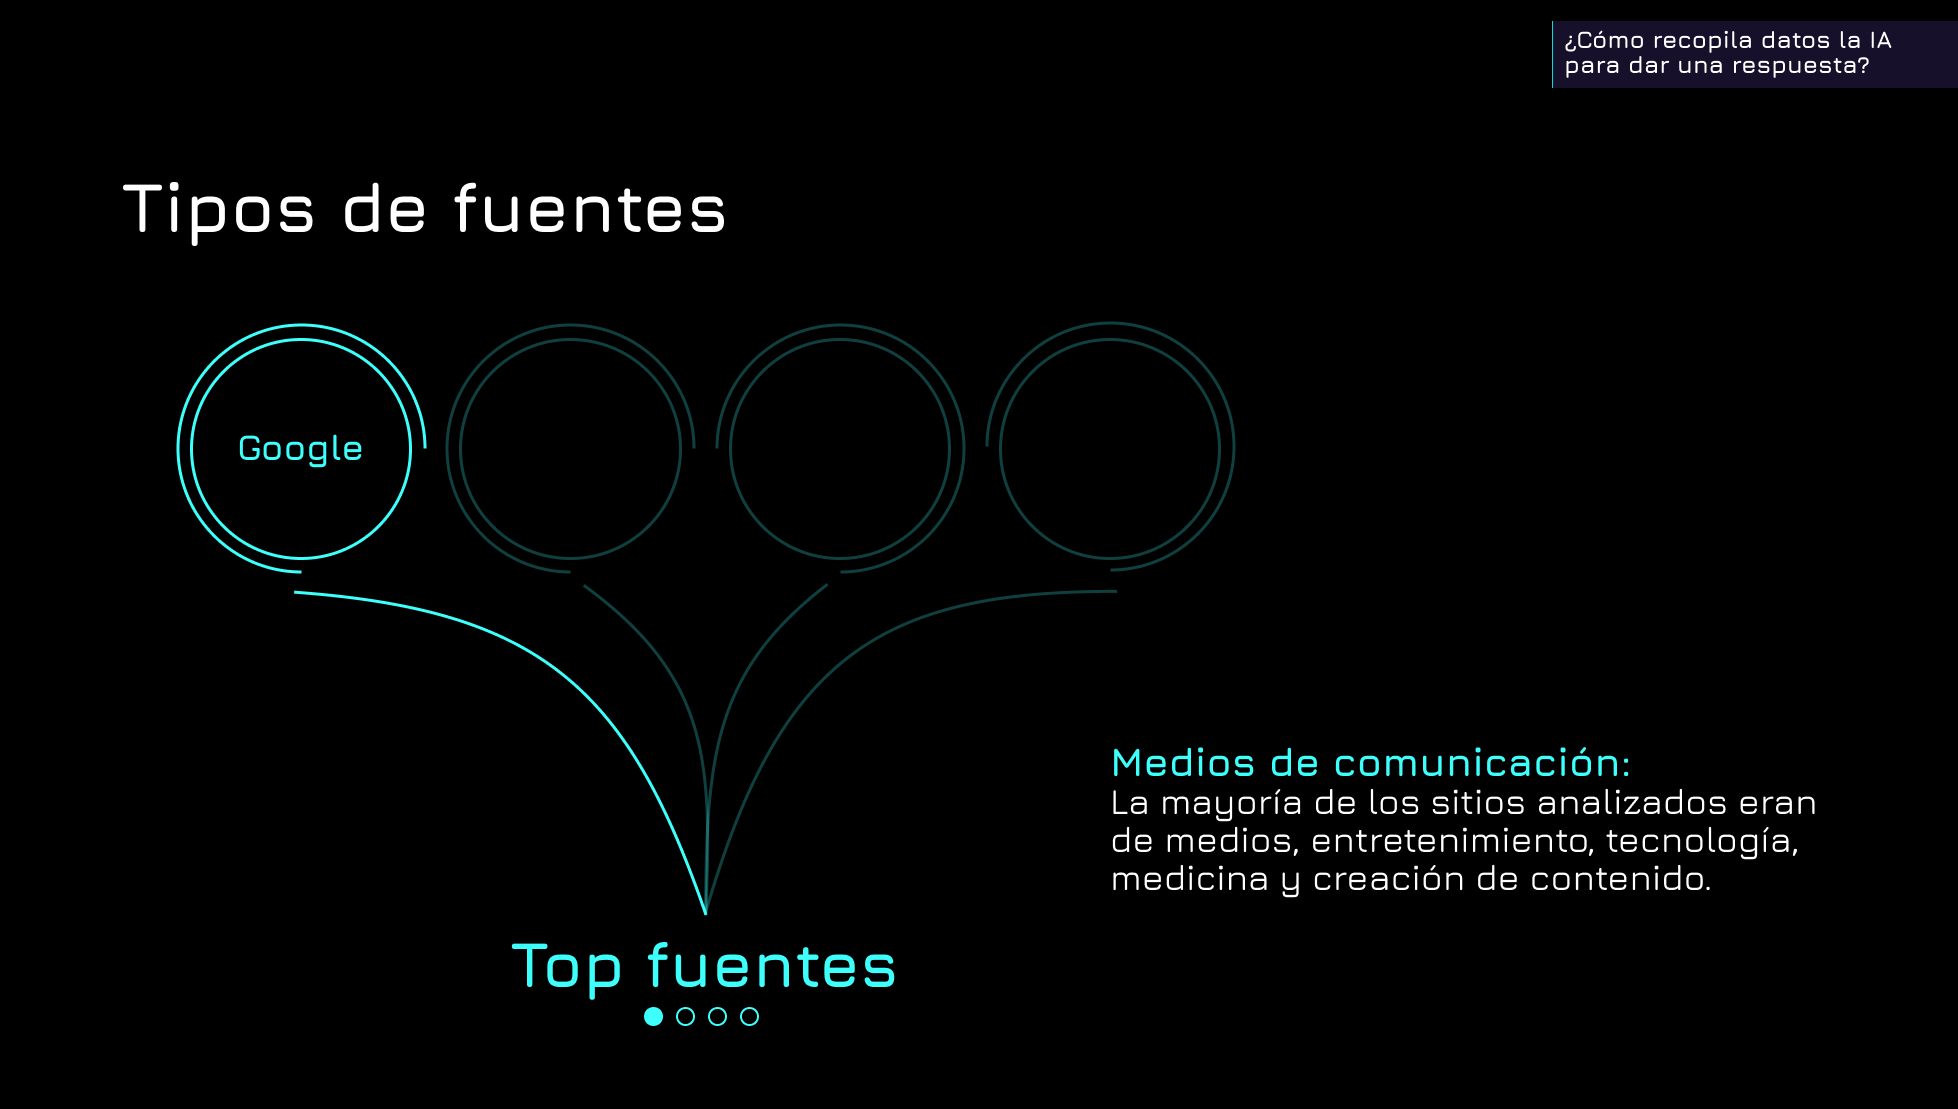 ¿Cómo recopila datos la IA
para dar una respuesta?
Tipos de fuentes
Google
Medios de comunicación:
La mayoría de los sitios analizados eran
de medios, entretenimiento, tecnología,
medicina y creación de contenido.
Top fuentes